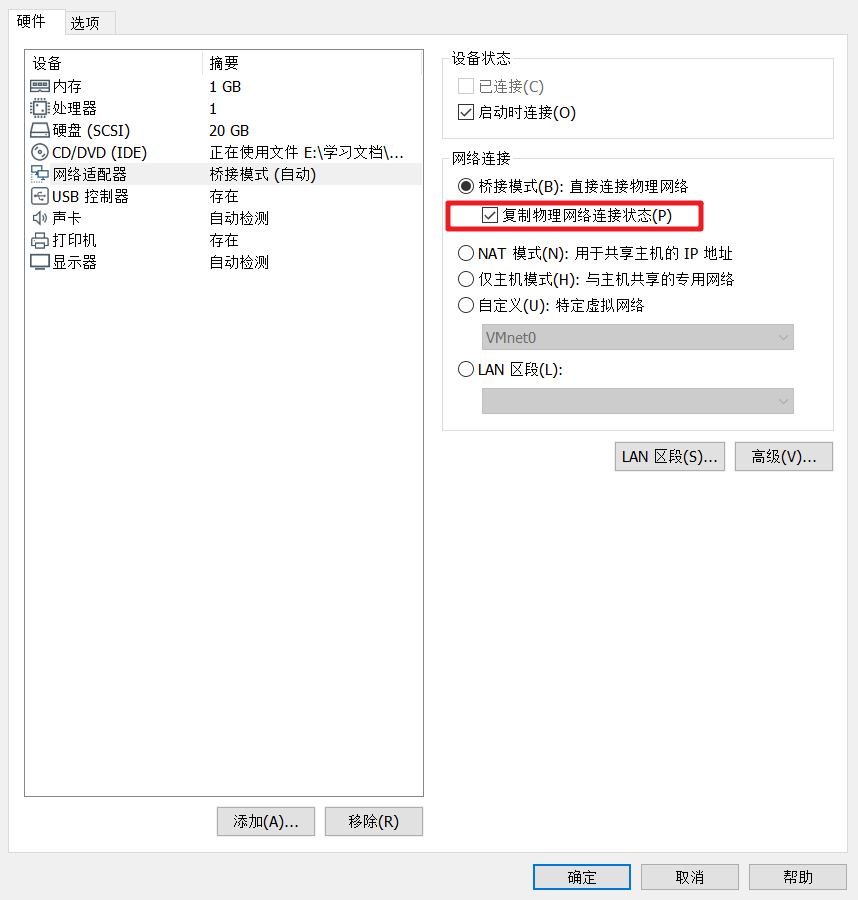 硬件 选项
设备 摘要
内存 1 GB
处理器 1
硬盘 (SCSI) 20 GB
CD/DVD (IDE) 正在使用文件 E:\学习文档\...
网络适配器 桥接模式 (自动)
USB 控制器 存在
声卡 自动检测
打印机 存在
显示器 自动检测
添加(A)... 移除(R)
设备状态
已连接(C)
启动时连接(O)
网络连接
桥接模式(B): 直接连接物理网络
复制物理网络连接状态(P)
NAT 模式(N): 用于共享主机的 IP 地址
仅主机模式(H): 与主机共享的专用网络
自定义(U): 特定虚拟网络
VMnet0
LAN 区段(L):
LAN 区段(S)... 高级(V)...
确定 取消 帮助